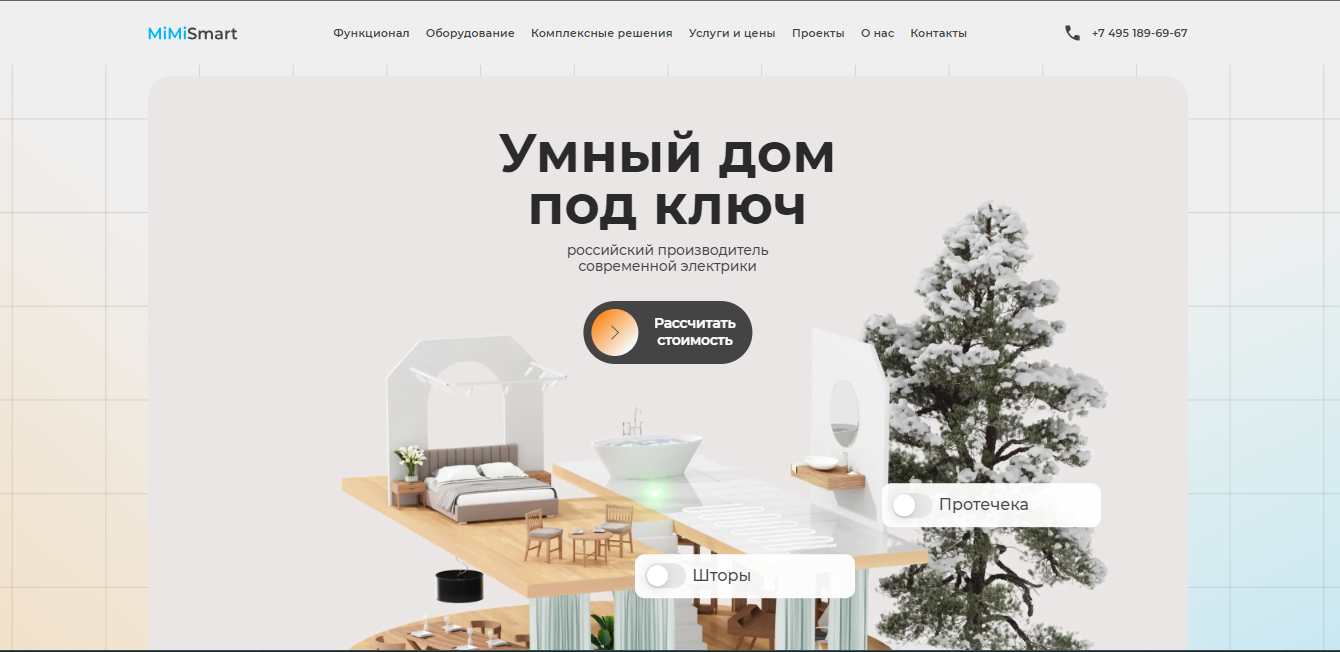 MiMiSmart
Функционал Оборудование Комплексные решения Услуги и цены Проекты О нас Контакты
+7 495 189-69-67
Умный дом
под ключ
российский производитель
современной электрики
Рассчитать
стоимость
Протечека
Шторы